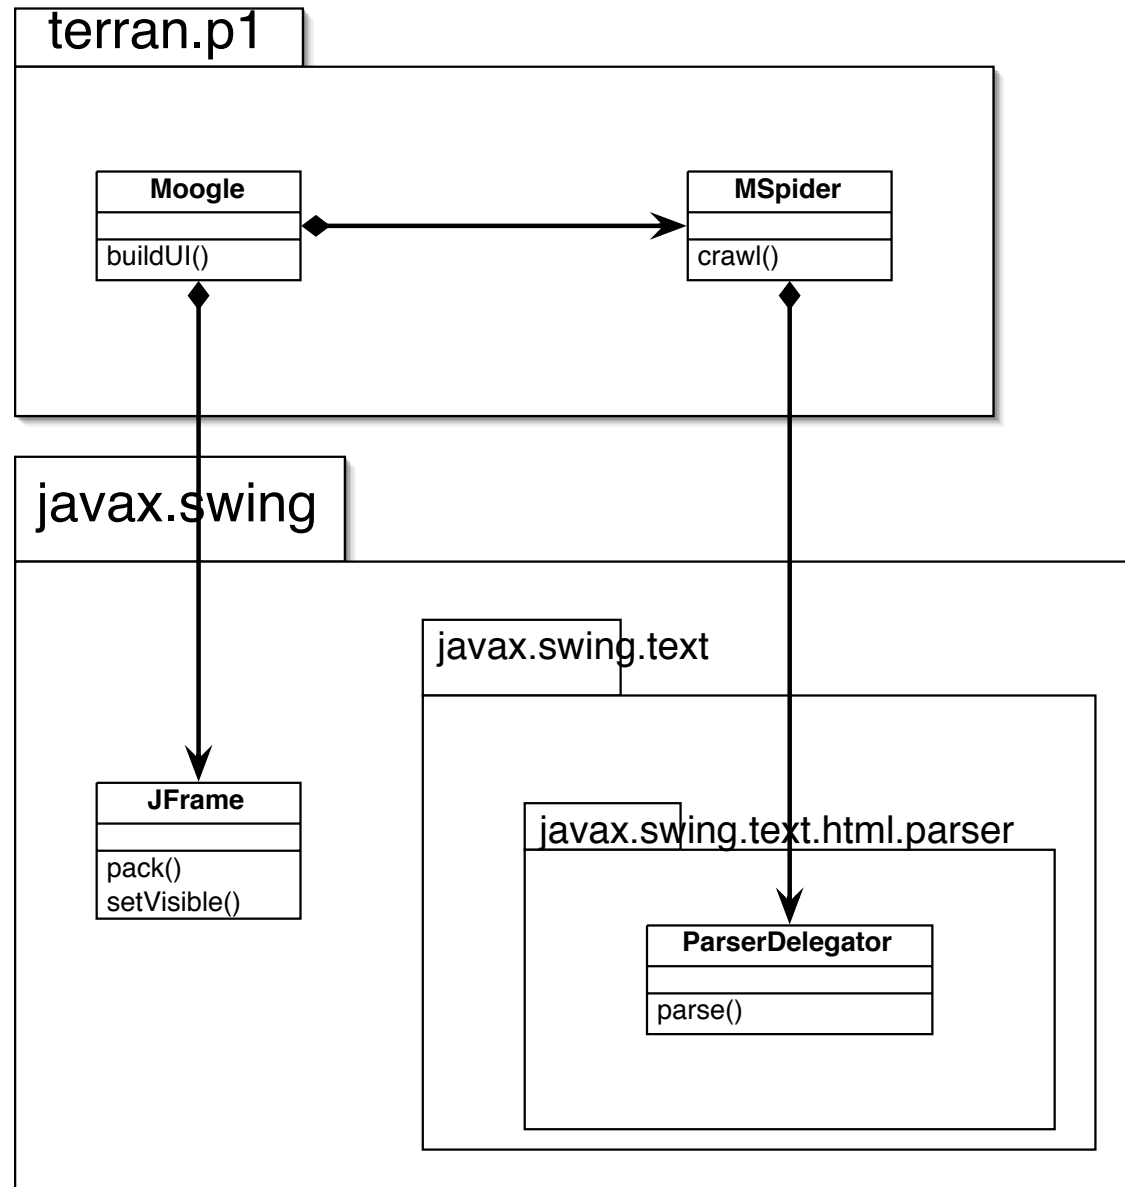 terran.p1
Moogle
MSpider
buildUI()
crawl()
javax.swing
javax.swing.text
JFrame
pack()
setVisible()
javax.swing.text.html.parser
ParserDelegator
parse()